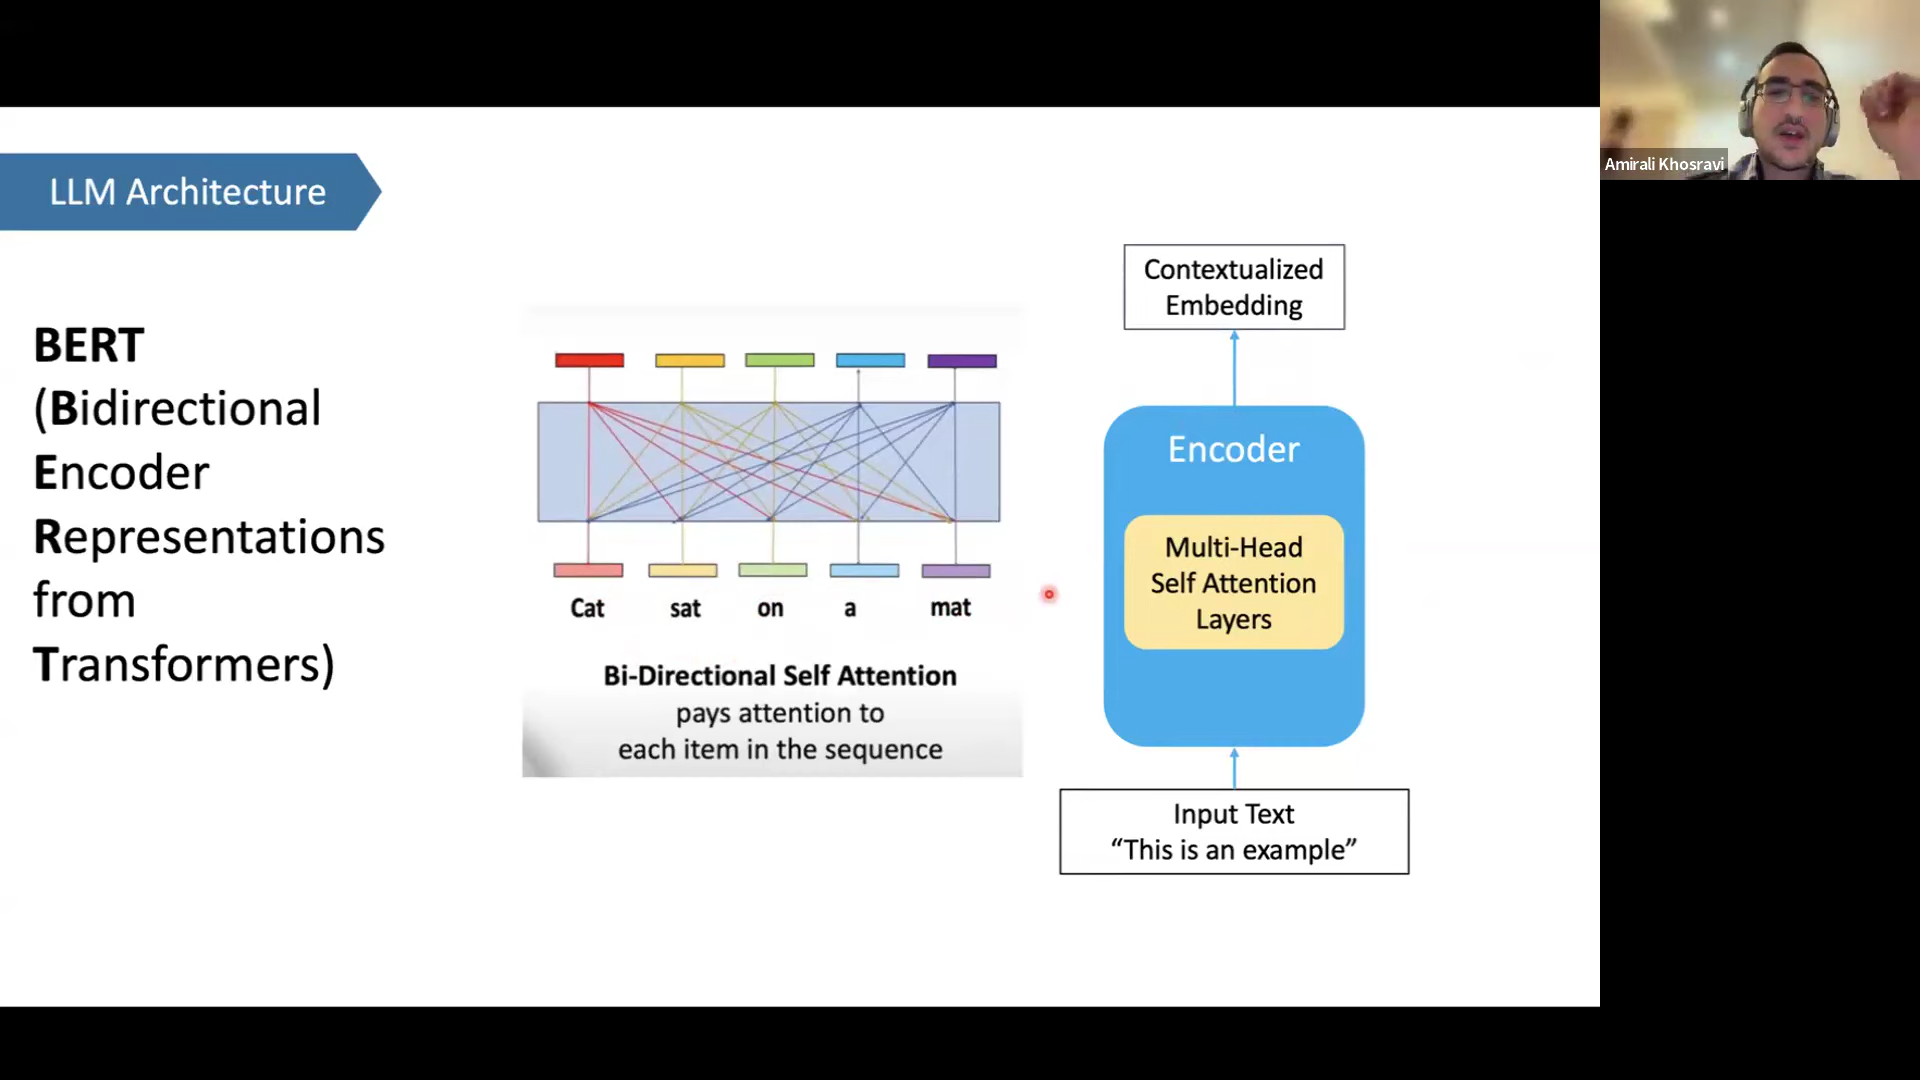 LLM Architecture
BERT
(Bidirectional
Encoder
Representations
from
Transformers)
Cat sat on a mat
Bi-Directional Self Attention
pays attention to
each item in the sequence
Contextualized
Embedding
Encoder
Multi-Head
Self Attention
Layers
Input Text
“This is an example”
Amirali Khosravi